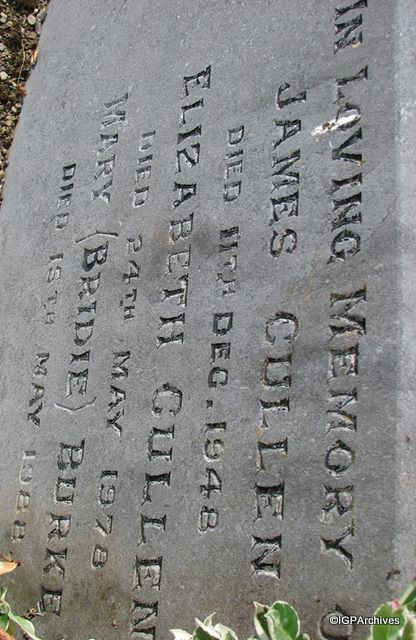 IN LOVING MEMORY
JAMES CULLEN
DIED 11TH DEC. 1948
ELIZABETH CULLEN
DIED 24TH MAY 1978
MARY (BRIDIE) BURKE
DIED 15TH MAY 1988
©IGPArchives